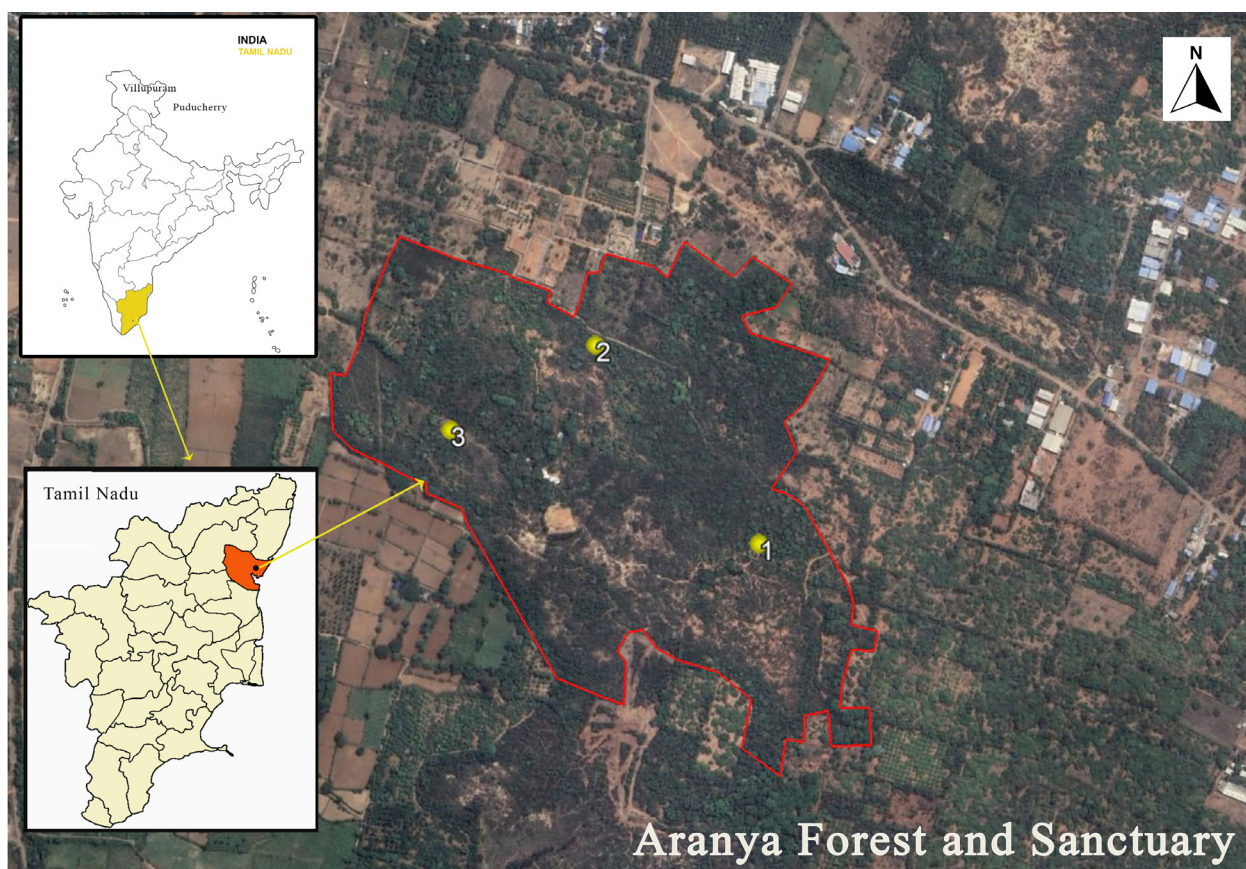 INDIA
TAMIL NADU
Villupuram
Puducherry
N
2
3
Tamil Nadu
1
Aranya Forest and Sanctuary